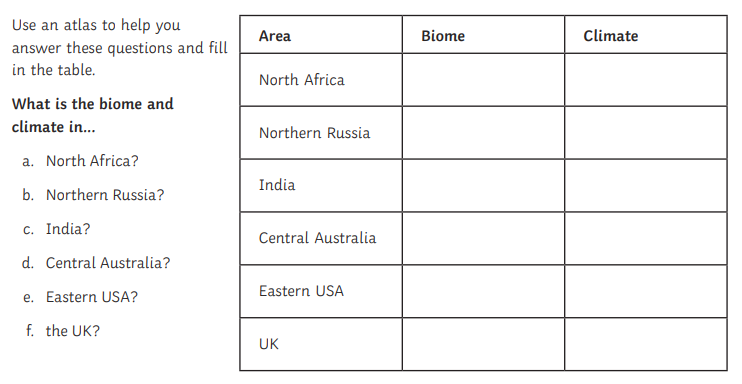 Use an atlas to help you
answer these questions and fill
in the table.
What is the biome and
climate in...
a. North Africa?
b. Northern Russia?
c. India?
d. Central Australia?
e. Eastern USA?
f. the UK?
Area Biome Climate
North Africa
Northern Russia
India
Central Australia
Eastern USA
UK